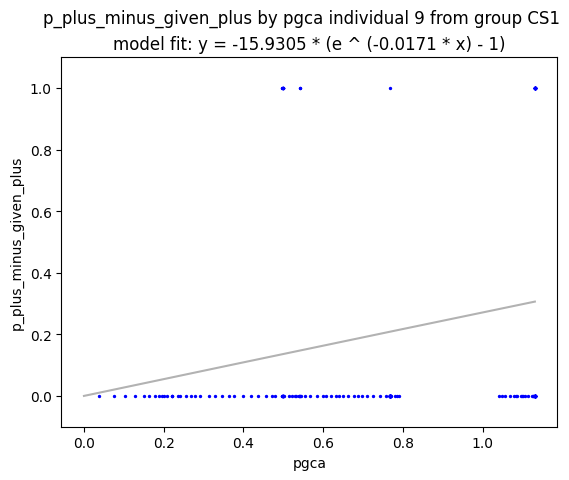 p_plus_minus_given_plus by pgca individual 9 from group CS1
model fit: y = -15.9305 * (e ^ (-0.0171 * x) - 1)
1.0
0.8
0.6
0.4
0.2
0.0
p_plus_minus_given_plus
0.0 0.2 0.4 0.6 0.8 1.0
pgca